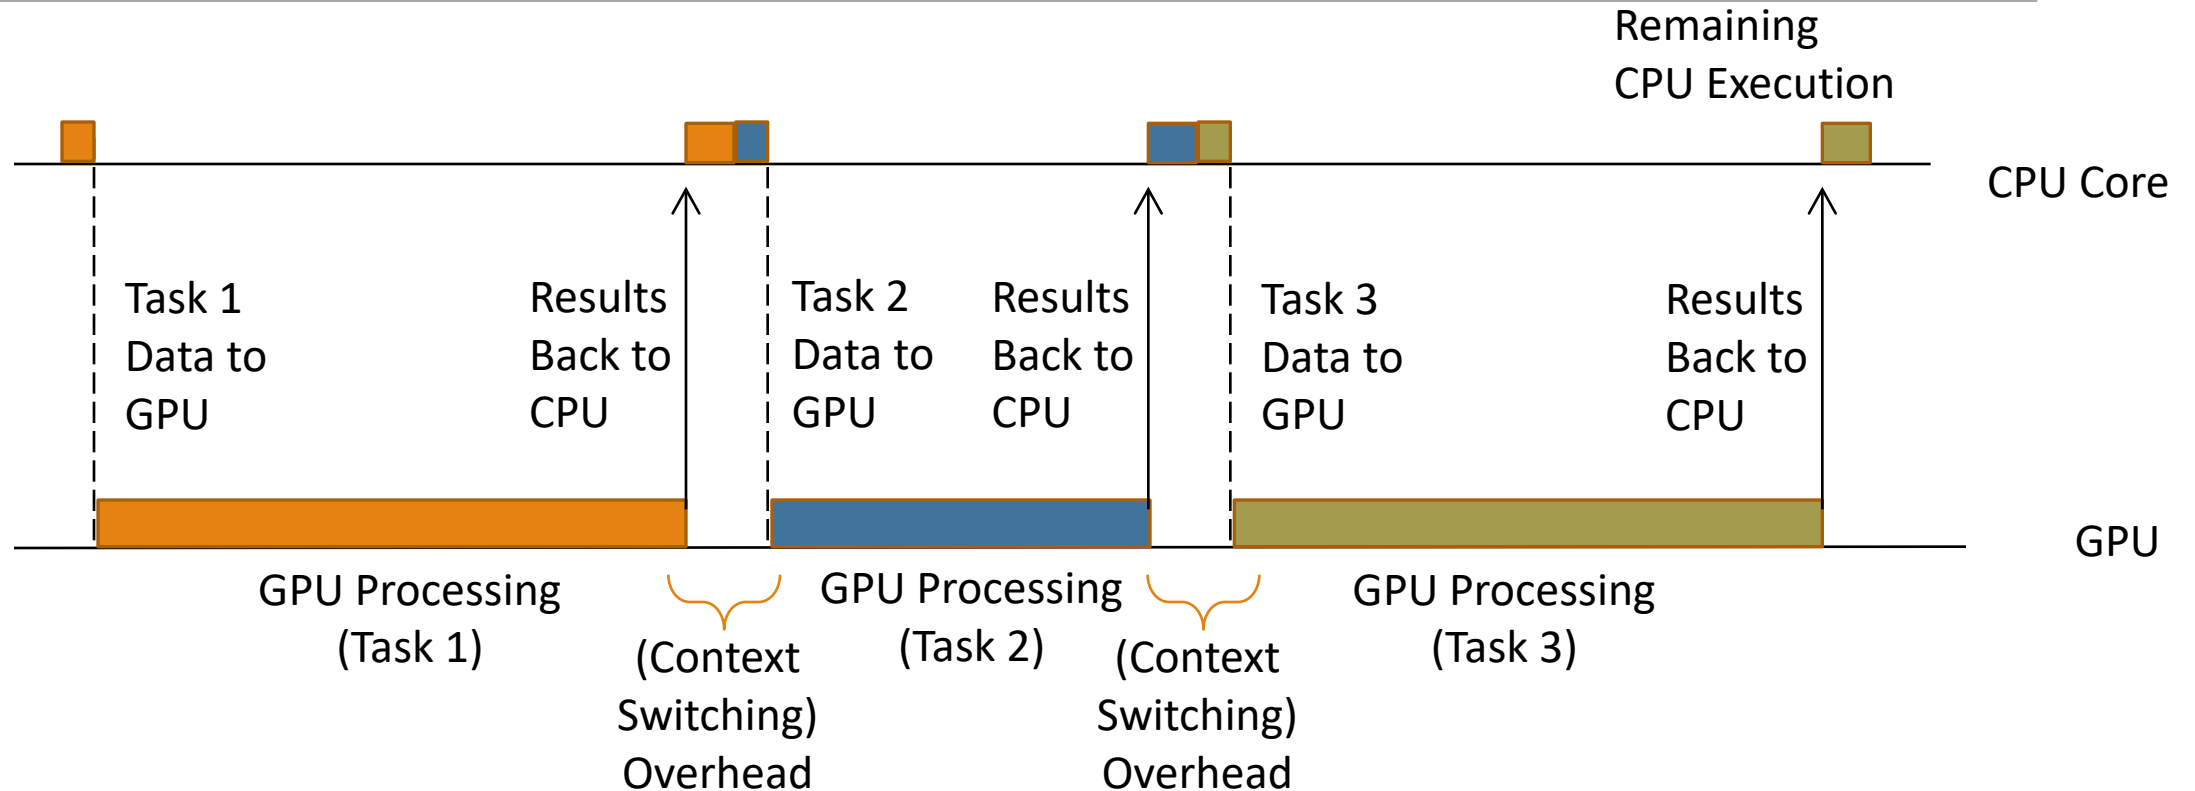 Remaining
CPU Execution
CPU Core
Task 1
Data to
GPU
Results
Back to
CPU
Task 2
Data to
GPU
Results
Back to
CPU
Task 3
Data to
GPU
Results
Back to
CPU
GPU
GPU Processing
(Task 1)
(Context
Switching)
Overhead
GPU Processing
(Task 2)
(Context
Switching)
Overhead
GPU Processing
(Task 3)